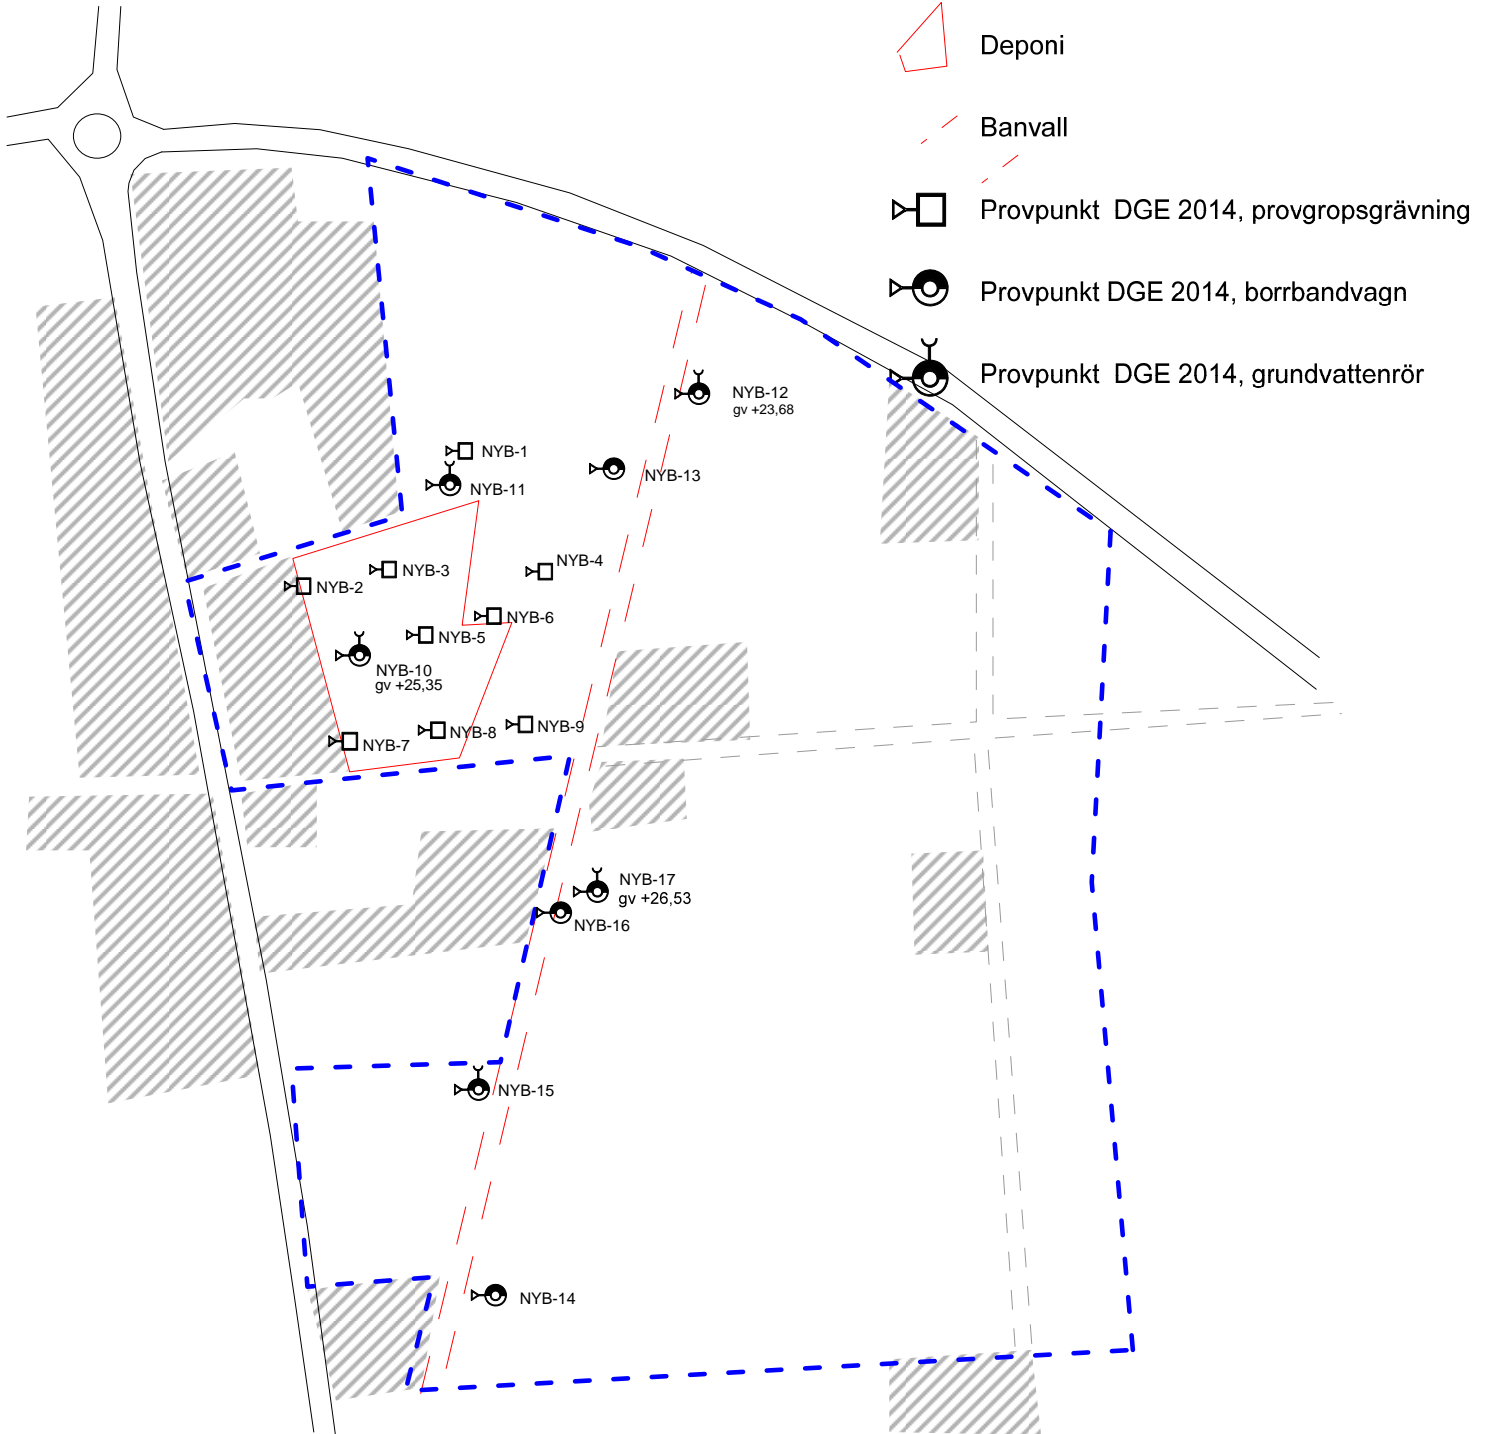 Deponi
Banvall
Provpunkt DGE 2014, provgropsgrävning
Provpunkt DGE 2014, borrbandvagn
Provpunkt DGE 2014, grundvattenrör
NYB-12
gv +23,68
NYB-1
NYB-13
NYB-11
NYB-4
NYB-3
NYB-2
NYB-6
NYB-5
NYB-10
gv +25,35
NYB-9
NYB-8
NYB-7
NYB-17
gv +26,53
NYB-16
NYB-15
NYB-14